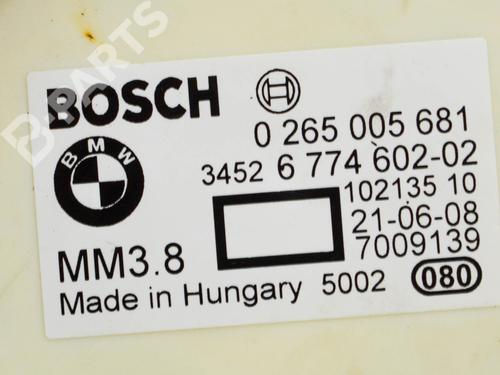 B-PARTS
BOSCH
0 265 005 681
BMW
3452 6 774 602-02
102135 10
21-06-08
MM3.8
7009139
Made in Hungary 5002 080